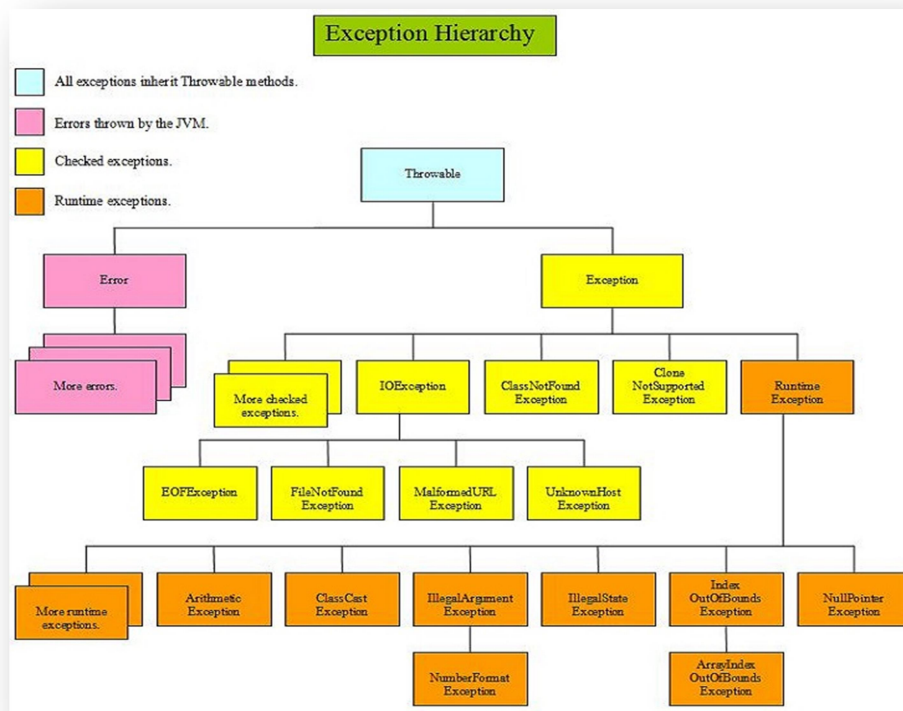 Exception Hierarchy
All exceptions inherit Throwable methods.
Errors thrown by the JVM.
Checked exceptions.
Runtime exceptions.
Throwable
Error
Exception
More errors.
More checked
exceptions.
IOException
ClassNotFound
Exception
Clone
NotSupported
Exception
Runtime
Exception
EOFException
FileNotFound
Exception
MalformedURL
Exception
UnknownHost
Exception
More runtime
exceptions.
Arithmetic
Exception
ClassCast
Exception
IllegalArgument
Exception
IllegalState
Exception
Index
OutOfBounds
Exception
NullPointer
Exception
NumberFormat
Exception
ArrayIndex
OutOfBounds
Exception